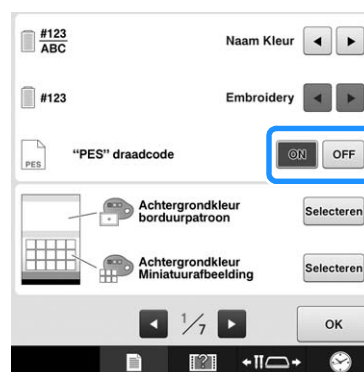 #123
ABC
Naam Kleur
#123
Embroidery
PES
“PES” draadcode
ON
OFF
Achtergrondkleur
borduurpatroon
Selecteren
Achtergrondkleur
Miniatuurafbeelding
Selecteren
1/7
OK